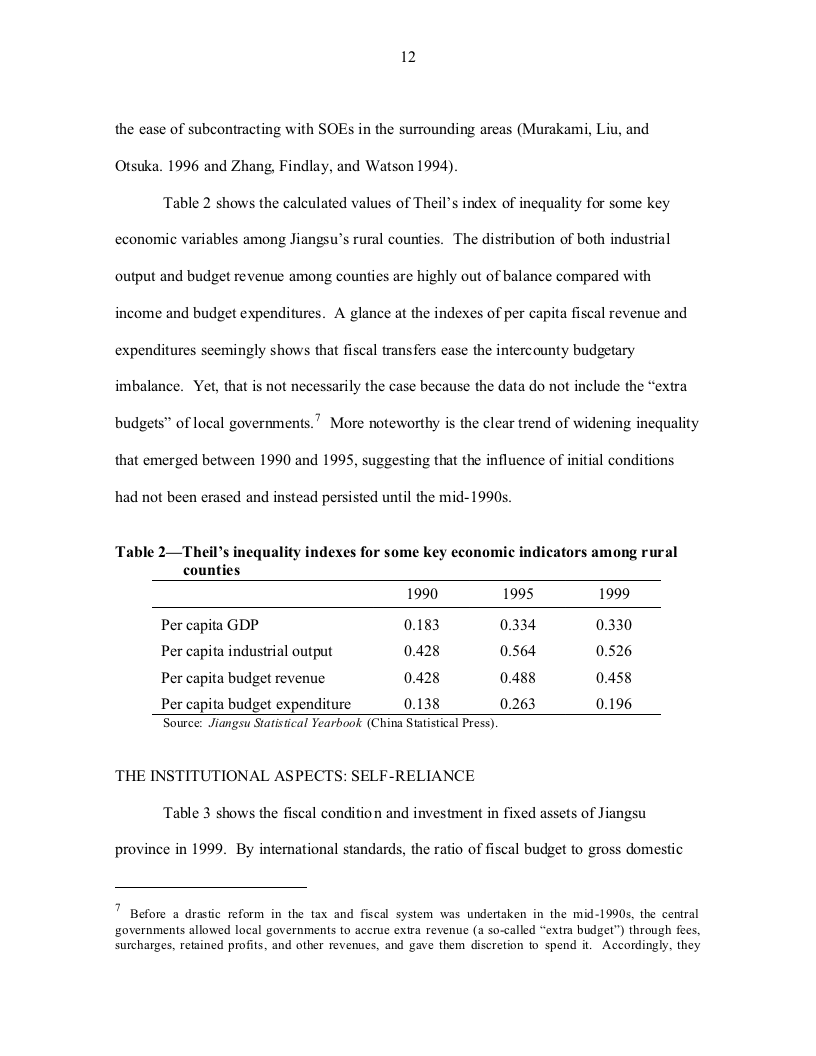 12
the ease of subcontracting with SOEs in the surrounding areas (Murakami, Liu, and
Otsuka. 1996 and Zhang, Findlay, and Watson 1994).
Table 2 shows the calculated values of Theil’s index of inequality for some key
economic variables among Jiangsu’s rural counties.  The distribution of both industrial
output and budget revenue among counties are highly out of balance compared with
income and budget expenditures.  A glance at the indexes of per capita fiscal revenue and
expenditures seemingly shows that fiscal transfers ease the intercounty budgetary
imbalance.  Yet, that is not necessarily the case because the data do not include the “extra
budgets” of local governments.7  More noteworthy is the clear trend of widening inequality
that emerged between 1990 and 1995, suggesting that the influence of initial conditions
had not been erased and instead persisted until the mid-1990s.
Table 2—Theil’s inequality indexes for some key economic indicators among rural
counties
1990 1995 1999
Per capita GDP 0.183 0.334 0.330
Per capita industrial output 0.428 0.564 0.526
Per capita budget revenue 0.428 0.488 0.458
Per capita budget expenditure 0.138 0.263 0.196
Source:  Jiangsu Statistical Yearbook (China Statistical Press).
THE INSTITUTIONAL ASPECTS: SELF-RELIANCE
Table 3 shows the fiscal condition and investment in fixed assets of Jiangsu
province in 1999.  By international standards, the ratio of fiscal budget to gross domestic
7  Before a drastic reform in the tax and fiscal system was undertaken in the mid-1990s, the central
governments allowed local governments to accrue extra revenue (a so-called “extra budget”) through fees,
surcharges, retained profits, and other revenues, and gave them discretion to spend it.  Accordingly, they